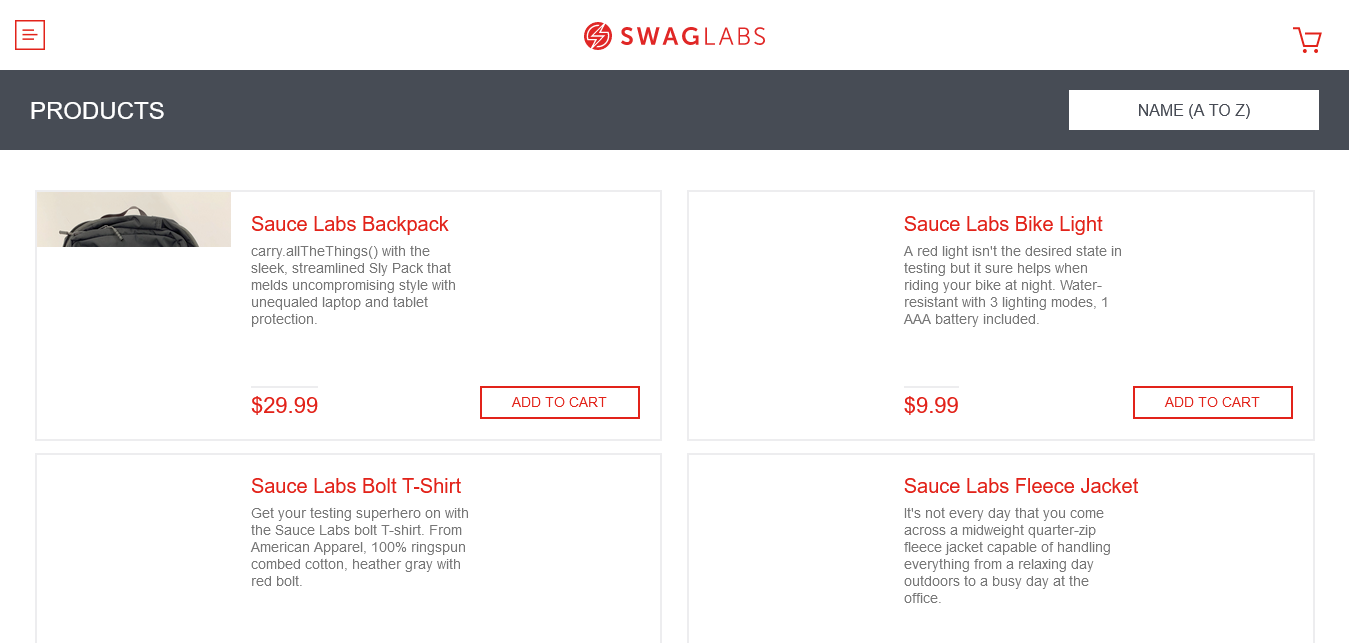 SWAGLABS
PRODUCTS
NAME (A TO Z)
Sauce Labs Backpack
carry.allTheThings() with the
sleek, streamlined Sly Pack that
melds uncompromising style with
unequaled laptop and tablet
protection.
$29.99
ADD TO CART
Sauce Labs Bike Light
A red light isn't the desired state in
testing but it sure helps when
riding your bike at night. Water-
resistant with 3 lighting modes, 1
AAA battery included.
$9.99
ADD TO CART
Sauce Labs Bolt T-Shirt
Get your testing superhero on with
the Sauce Labs bolt T-shirt. From
American Apparel, 100% ringspun
combed cotton, heather gray with
red bolt.
Sauce Labs Fleece Jacket
It's not every day that you come
across a midweight quarter-zip
fleece jacket capable of handling
everything from a relaxing day
outdoors to a busy day at the
office.